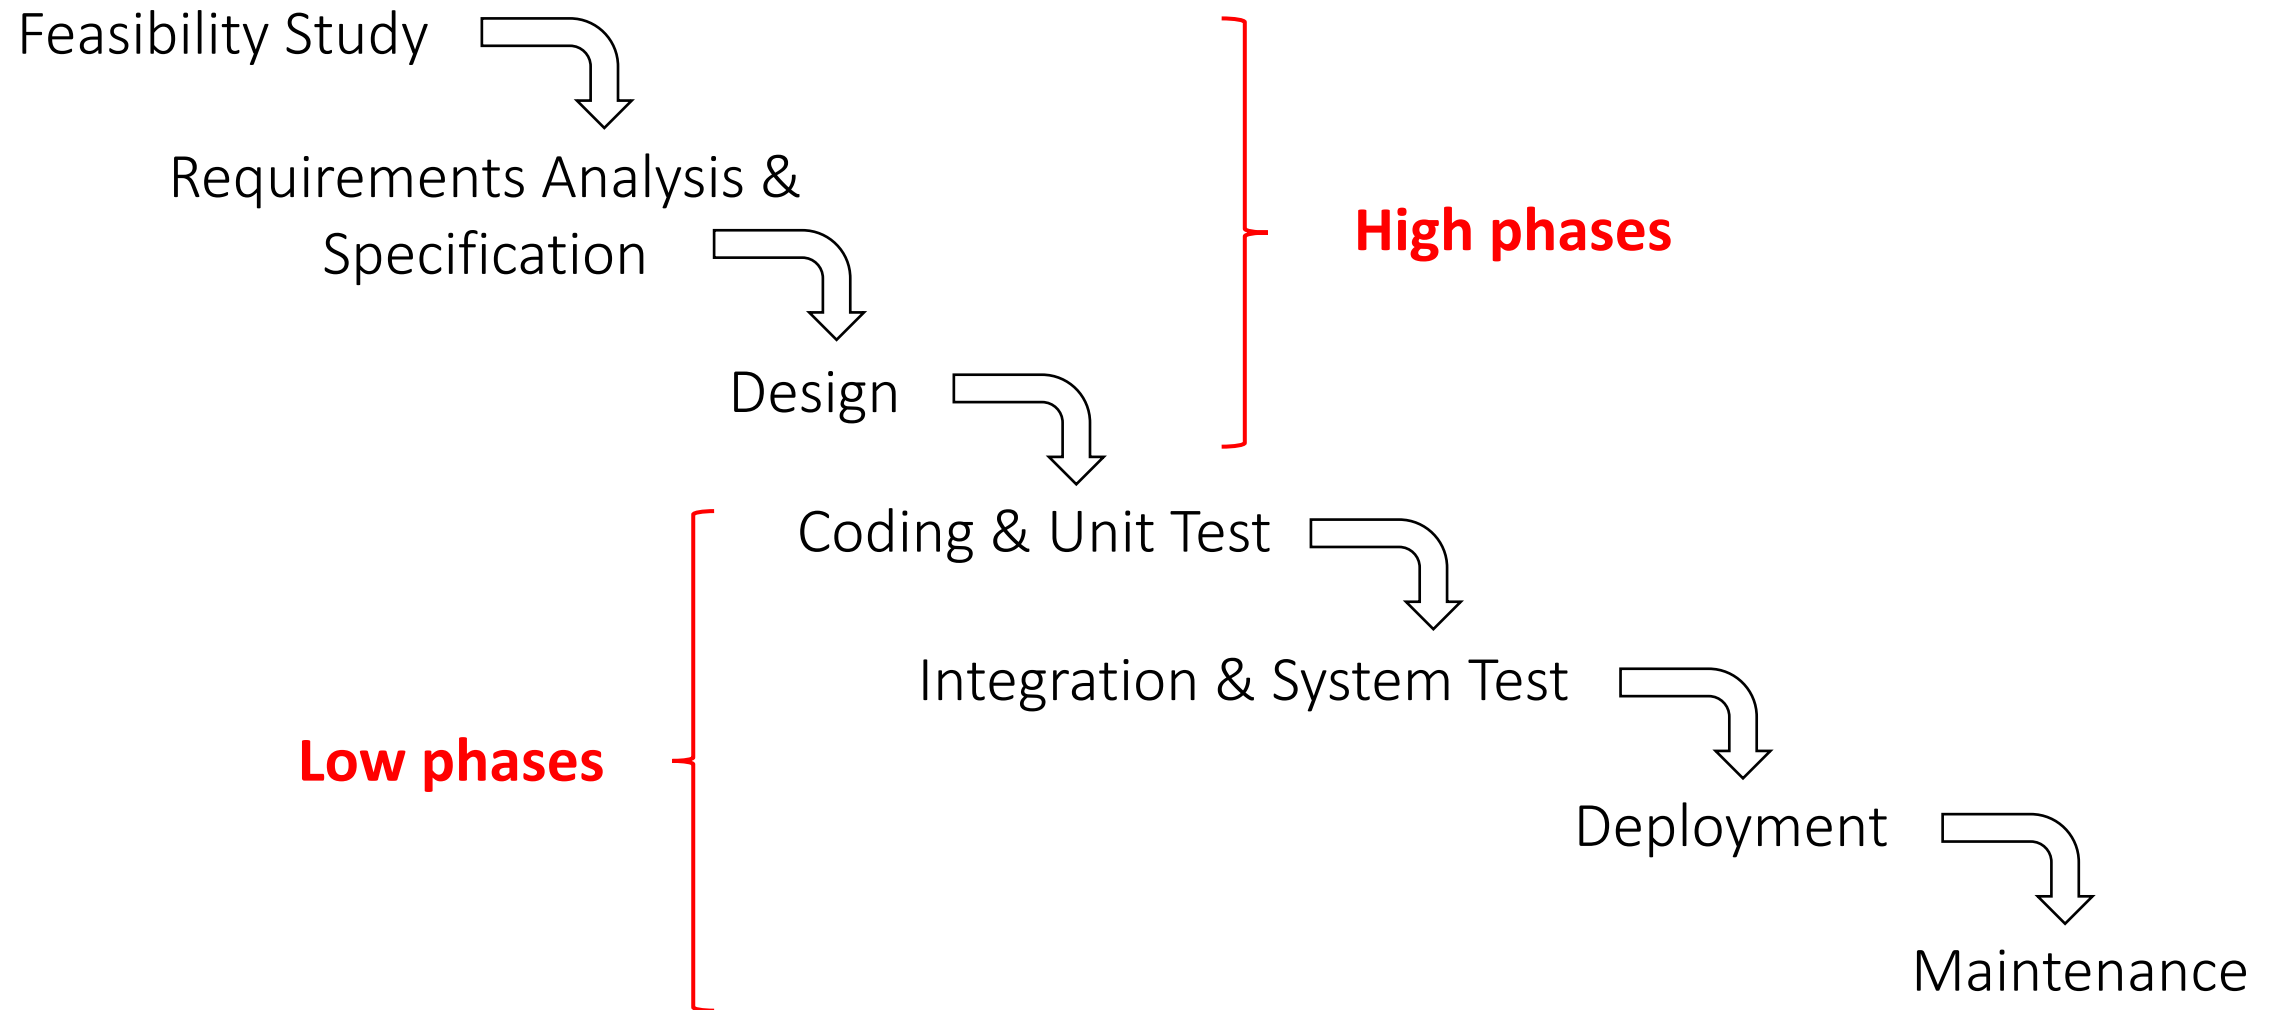 Feasibility Study
Requirements Analysis &
Specification
High phases
Design
Coding & Unit Test
Integration & System Test
Low phases
Deployment
Maintenance